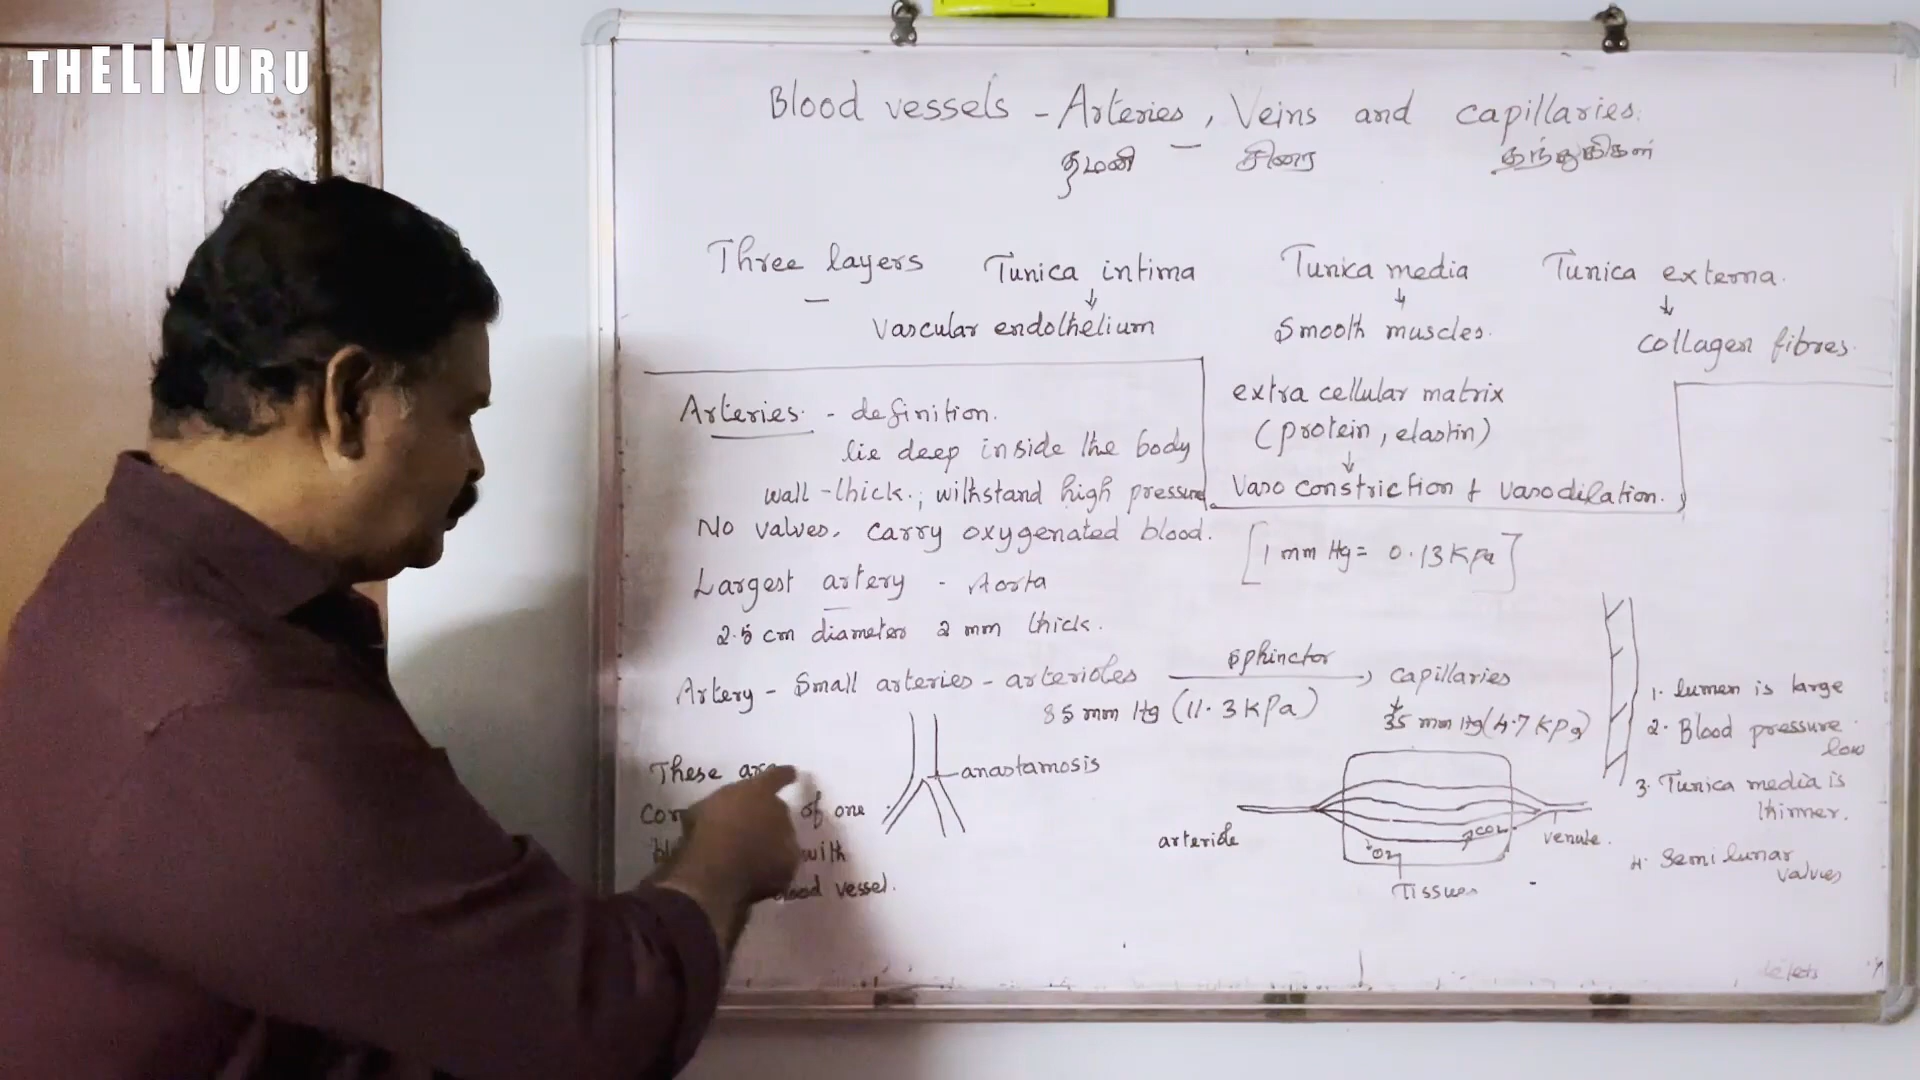 THELIVURU
Blood vessels - Arteries, Veins and capillaries.
தமனி சிரை தந்துகிகள்
Three layers Tunica intima Tunica media Tunica externa.
Vascular endolthelium Smooth muscles. collagen fibres.
extra cellular matrix
(protein, elastin)
Vaso constriction & vasodilation.
Arteries. - definition.
lie deep inside the body
wall - thick., withstand high pressure
No valves. carry oxygenated blood.
[1 mm Hg = 0.13 KPa]
Largest artery - Aorta
2.5 cm diameter 2 mm thick.
Artery - Small arteries - arterioles sphinctor capillaries
85 mm Hg (11.3 KPa) 35 mm Hg (4.7 KPa)
These are
of one
with
blood vessel.
anastamosis
arteriole
O2
CO2
venule.
Tissues
1. lumen is large
2. Blood pressure low
3. Tunica media is
thinner.
4. Semi lunar
valves